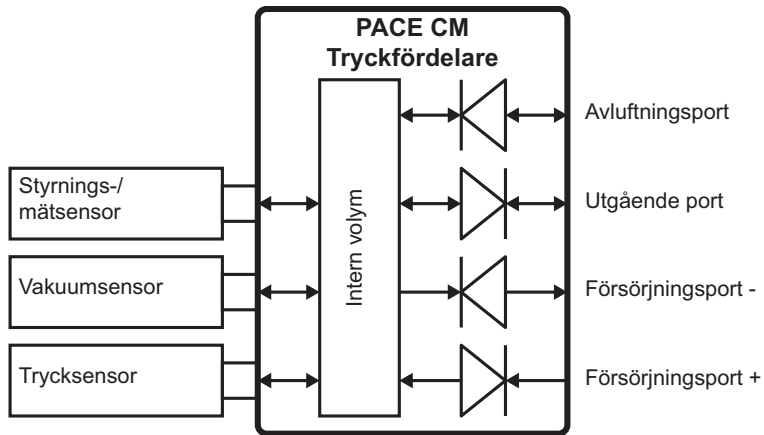 PACE CM
Tryckfördelare
Avluftningsport
Styrnings-/
mätsensor
Utgående port
Intern volym
Vakuumsensor
Försörjningsport -
Trycksensor
Försörjningsport +